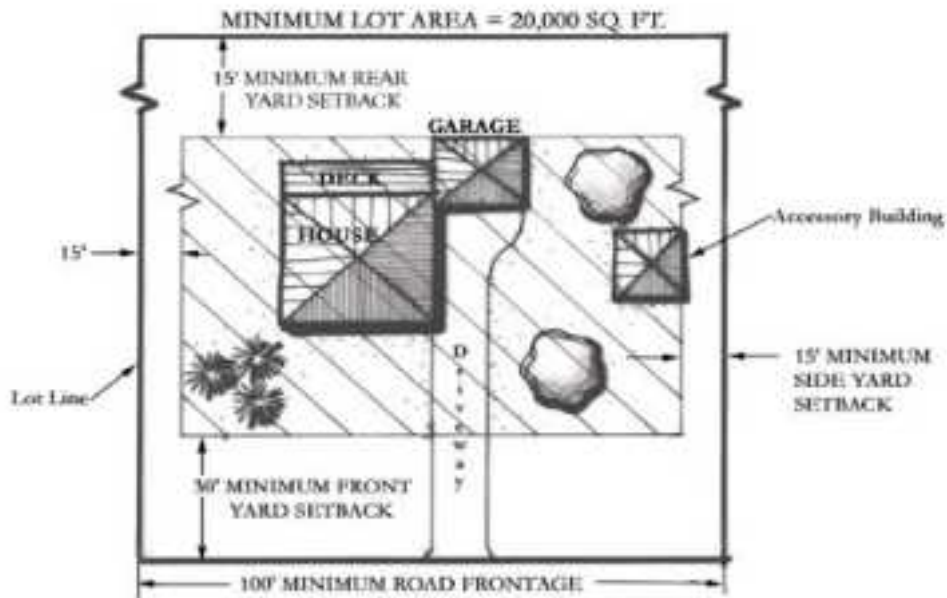 MINIMUM LOT AREA = 20,000 SQ. FT.
15' MINIMUM REAR
YARD SETBACK
GARAGE
DECK
HOUSE
Accessory Building
15'
Driveway
15' MINIMUM
SIDE YARD
SETBACK
Lot Line
MINIMUM FRONT
YARD SETBACK
100' MINIMUM ROAD FRONTAGE